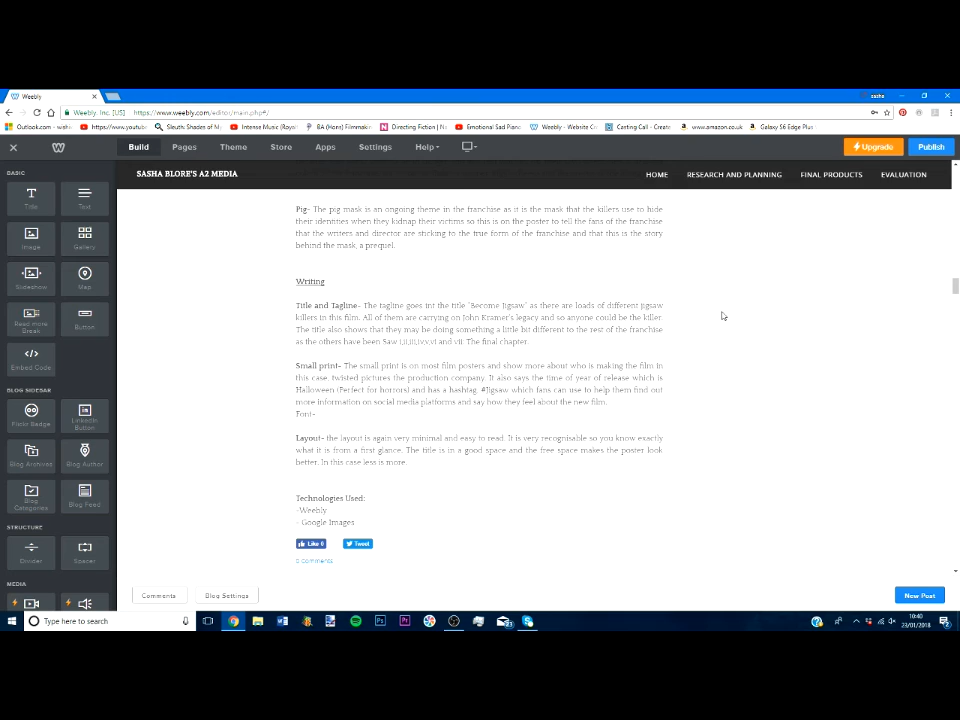 Weebly
sasha
Weebly, Inc. [US] https://www.weebly.com/editor/main.php#/
Outlook.com - wish https://www.youtube Sleuth: Shades of My Intense Music (Royal BA (Hons) Filmmakin Directing Fiction | N Emotional Sad Piano Weebly - Website Cr Casting Call - Create www.amazon.co.uk Galaxy S6 Edge Plus
Build Pages Theme Store Apps Settings Help Upgrade Publish
SASHA BLORE'S A2 MEDIA HOME RESEARCH AND PLANNING FINAL PRODUCTS EVALUATION
BASIC
Title Text
Image Gallery
Slideshow Map
Read more Break Button
Embed Code
BLOG SIDEBAR
Flickr Badge LinkedIn Button
Blog Archives Blog Author
Blog Categories Blog Feed
STRUCTURE
Divider Spacer
MEDIA
Pig- The pig mask is an ongoing theme in the franchise as it is the mask that the killers use to hide
their identities when they kidnap their victims so this is on the poster to tell the fans of the franchise
that the writers and director are sticking to the true form of the franchise and that this is the story
behind the mask, a prequel.
Writing
Title and Tagline- The tagline goes int the title "Become Jigsaw" as there are loads of different jigsaw
killers in this film. All of them are carrying on John Kramer's legacy and so anyone could be the killer.
The title also shows that they may be doing something a little bit different to the rest of the franchise
as the others have been Saw I,ii,iii,iv,v,vi and vii: The final chapter.
Small print- The small print is on most film posters and show more about who is making the film in
this case, twisted pictures the production company. It also says the time of year of release which is
Halloween (Perfect for horrors) and has a hashtag, #Jigsaw which fans can use to help them find out
more information on social media platforms and say how they feel about the new film.
Font-
Layout- the layout is again very minimal and easy to read. It is very recognisable so you know exactly
what it is from a first glance. The title is in a good space and the free space makes the poster look
better. In this case less is more.
Technologies Used:
-Weebly
- Google Images
Like 0 Tweet
0 Comments
Comments Blog Settings New Post
Type here to search
10:40
23/01/2018